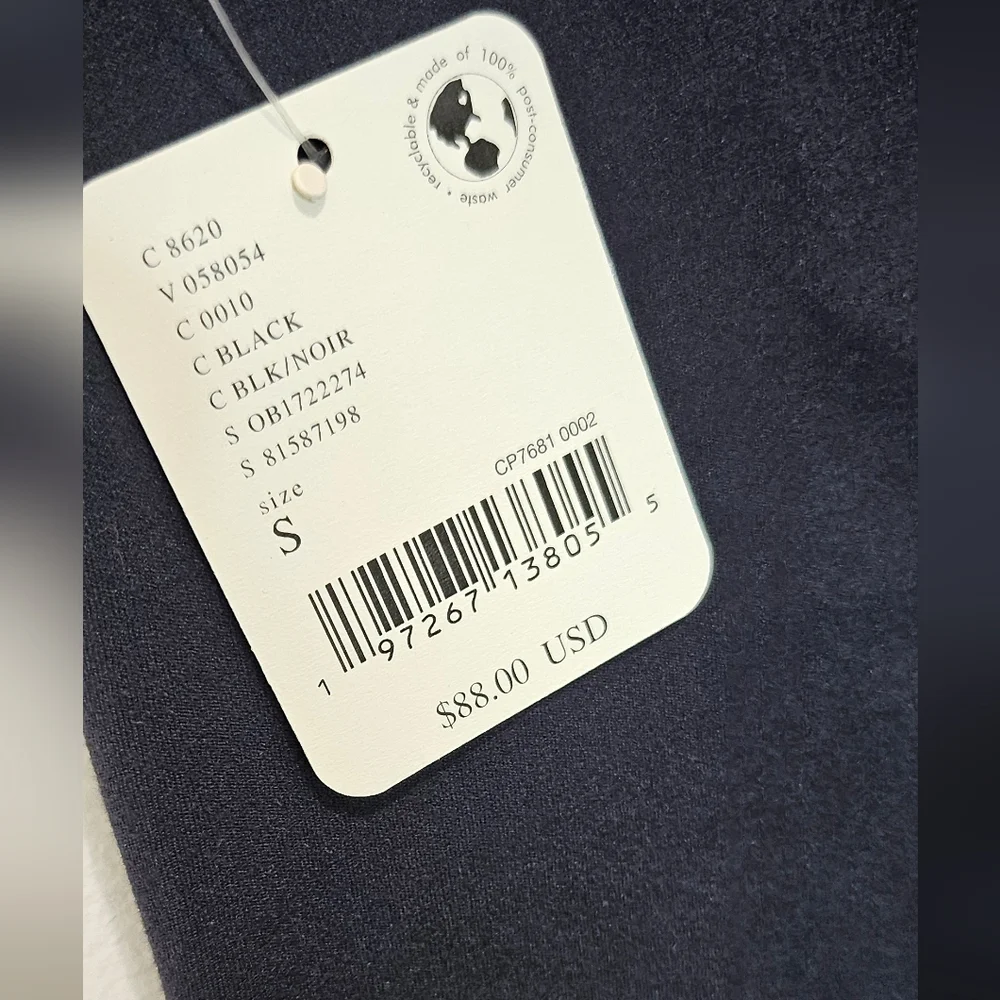 recyclable & made of 100% post-consumer waste •
C 8620
V 058054
C 0010
C BLACK
C BLK/NOIR
S OB1722274
S 81587198
size
S
CP7681 0002
1 97267 13805 5
$88.00 USD